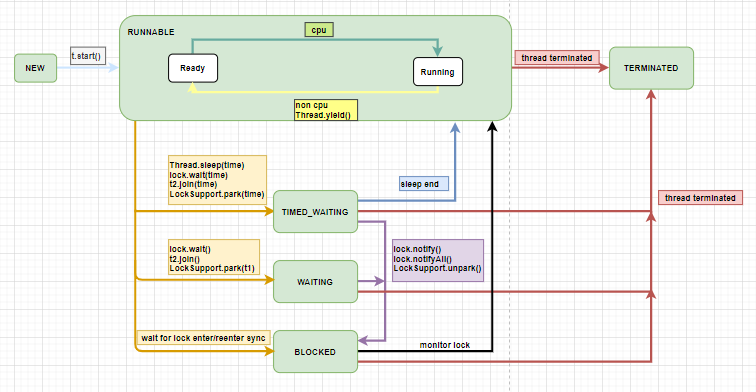 RUNNABLE
cpu
t.start()
NEW
Ready
Running
thread terminated
TERMINATED
non cpu
Thread.yield()
Thread.sleep(time)
lock.wait(time)
t2.join(time)
LockSupport.park(time)
sleep end
thread terminated
TIMED_WAITING
lock.wait()
t2.join()
LockSupport.park(t1)
lock.notify()
lock.notifyAll()
LockSupport.unpark()
WAITING
wait for lock enter/reenter sync
BLOCKED
monitor lock